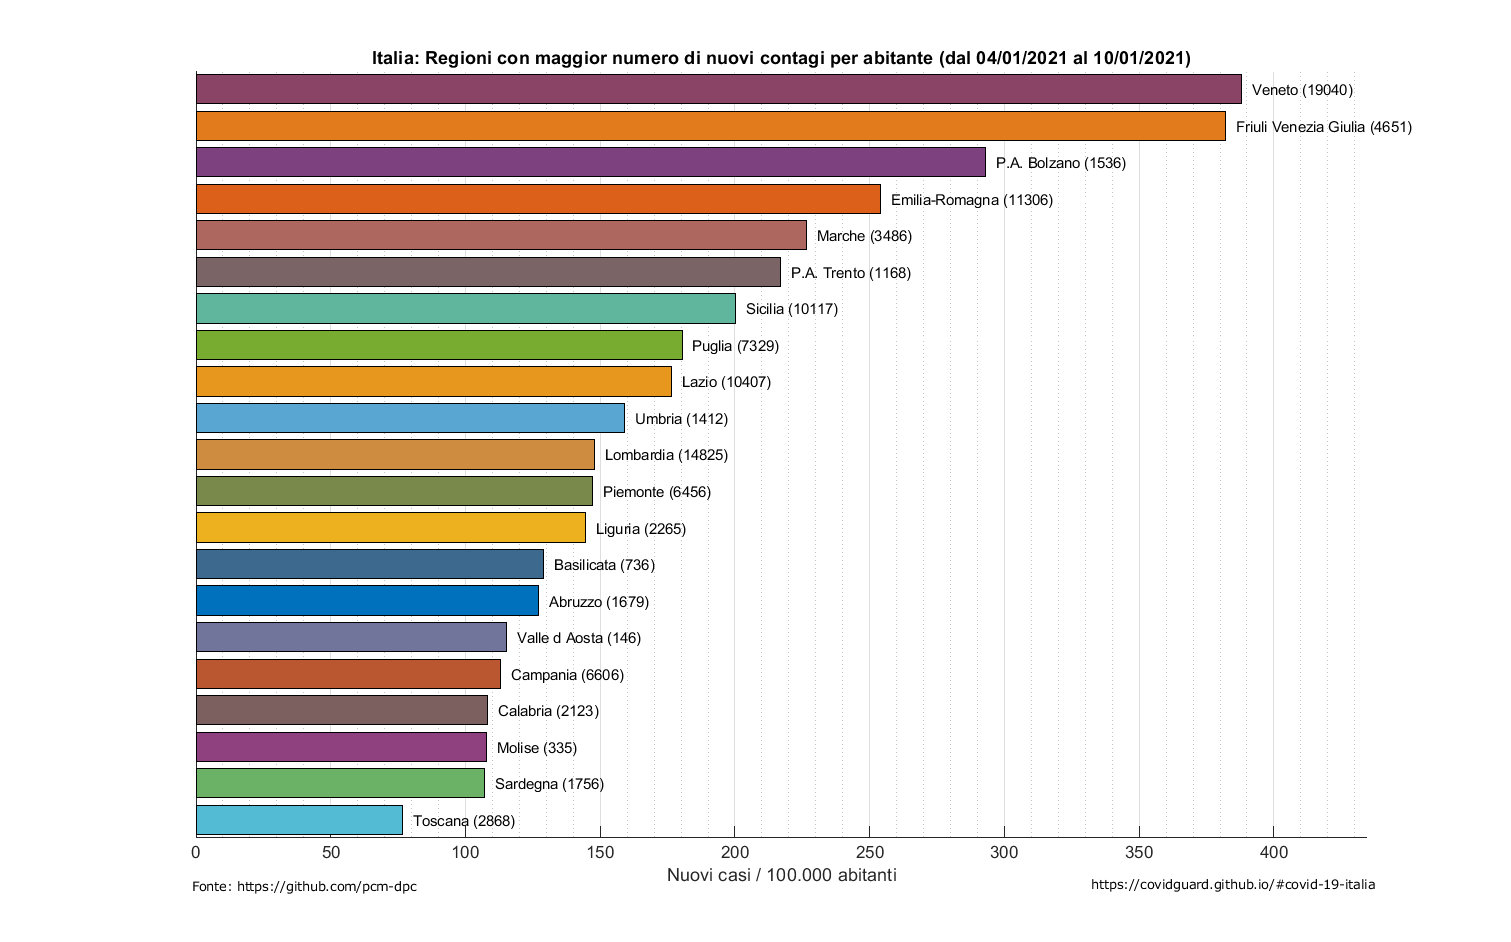 Italia: Regioni con maggior numero di nuovi contagi per abitante (dal 04/01/2021 al 10/01/2021)
Veneto (19040)
Friuli Venezia Giulia (4651)
P.A. Bolzano (1536)
Emilia-Romagna (11306)
Marche (3486)
P.A. Trento (1168)
Sicilia (10117)
Puglia (7329)
Lazio (10407)
Umbria (1412)
Lombardia (14825)
Piemonte (6456)
Liguria (2265)
Basilicata (736)
Abruzzo (1679)
Valle d Aosta (146)
Campania (6606)
Calabria (2123)
Molise (335)
Sardegna (1756)
Toscana (2868)
0 50 100 150 200 250 300 350 400
Nuovi casi / 100.000 abitanti
Fonte: https://github.com/pcm-dpc
https://covidguard.github.io/#covid-19-italia